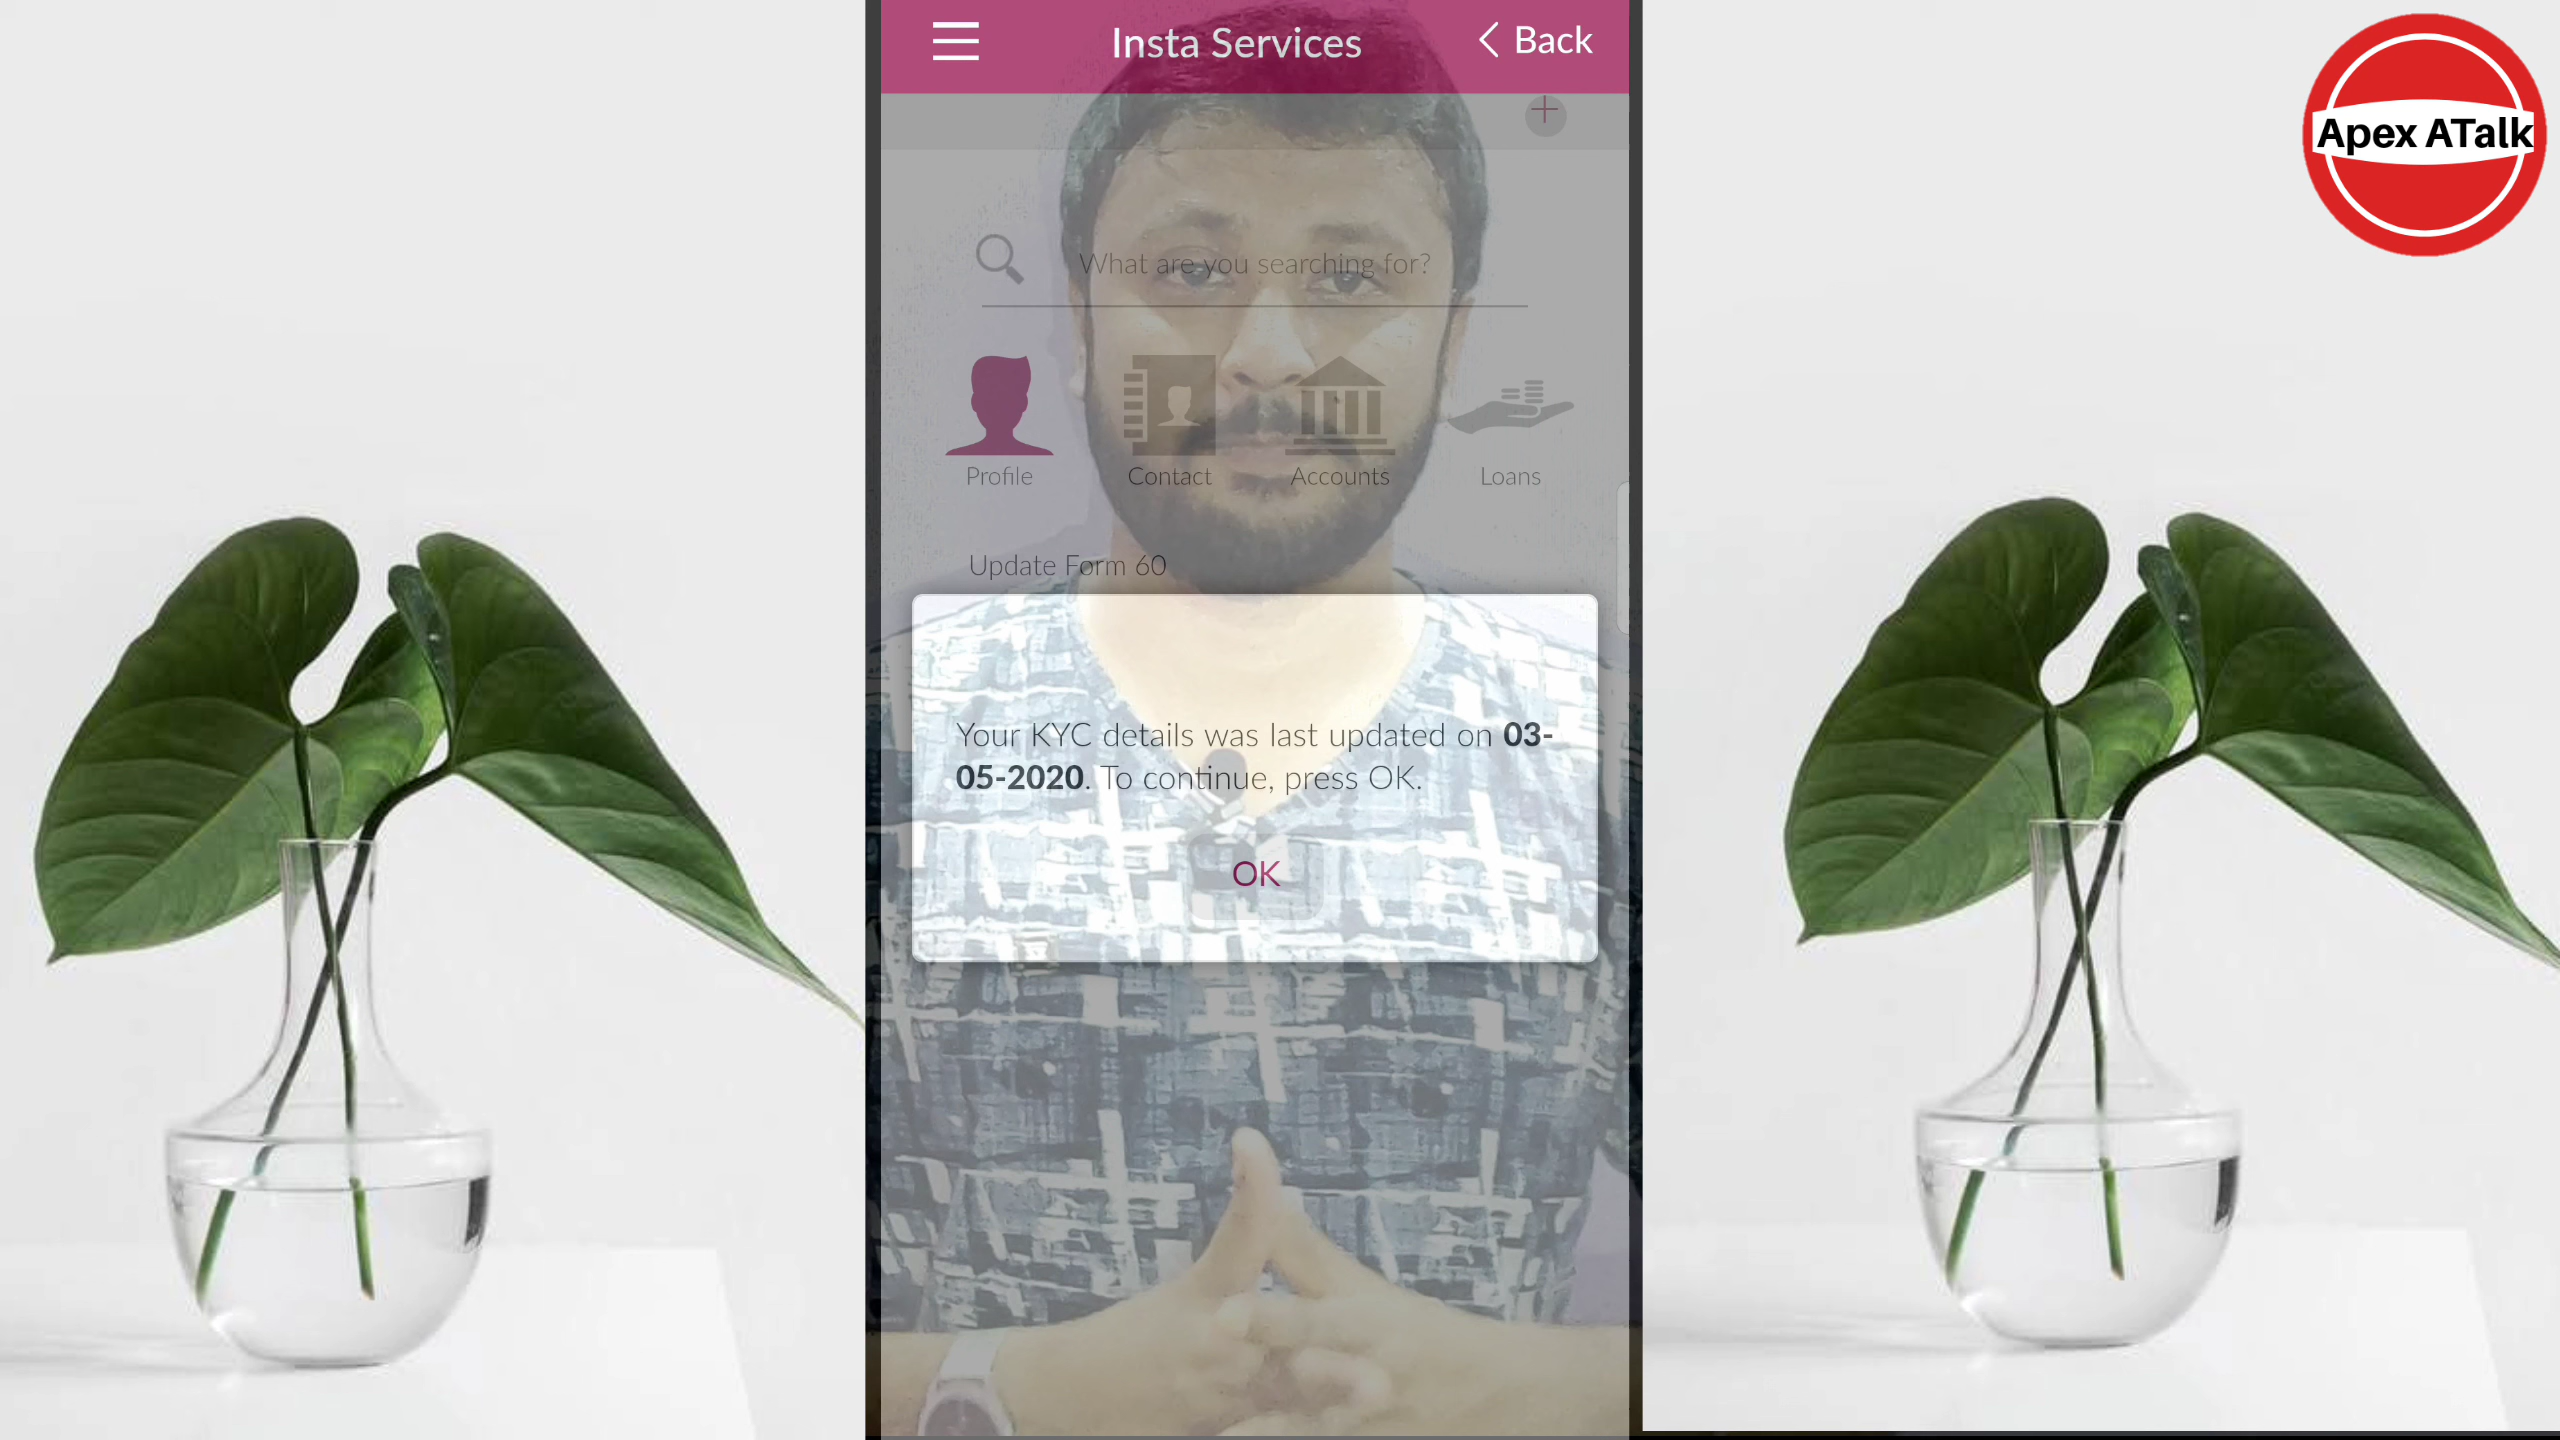 Insta Services
Back
Apex ATalk
What are you searching for?
Profile
Contact
Accounts
Loans
Update Form 60
Your KYC details was last updated on 03-
05-2020. To continue, press OK.
OK